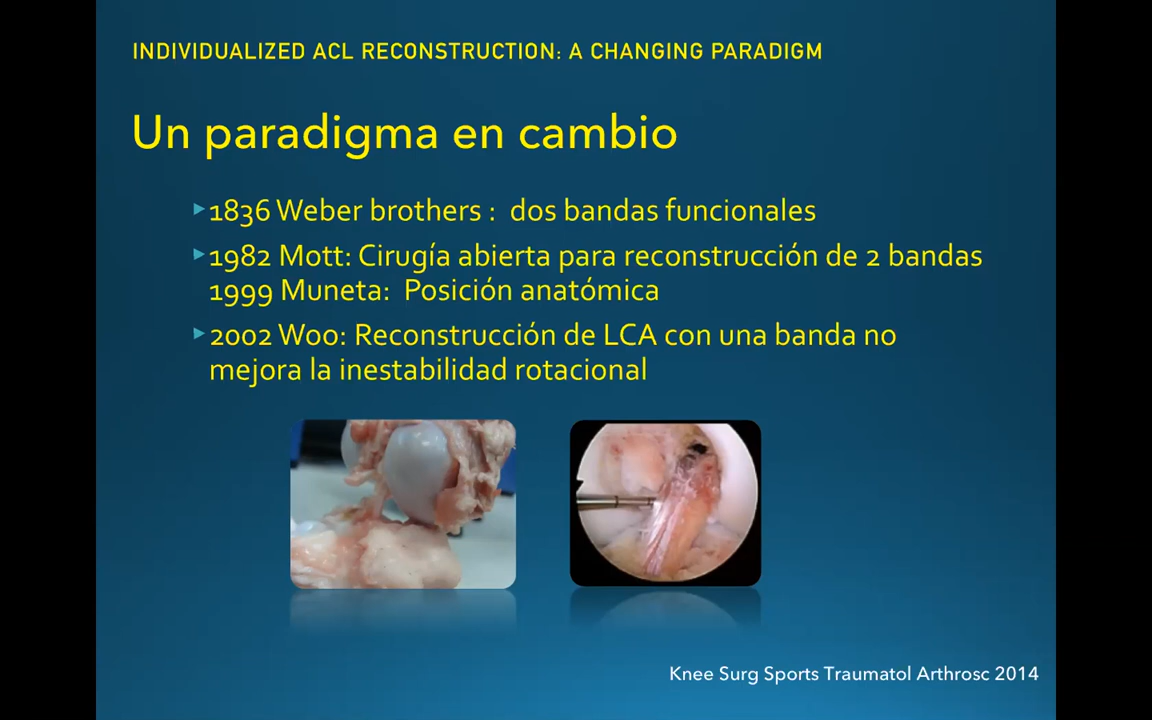 INDIVIDUALIZED ACL RECONSTRUCTION: A CHANGING PARADIGM
Un paradigma en cambio
1836 Weber brothers : dos bandas funcionales
1982 Mott: Cirugía abierta para reconstrucción de 2 bandas
1999 Muneta: Posición anatómica
2002 Woo: Reconstrucción de LCA con una banda no
mejora la inestabilidad rotacional
Knee Surg Sports Traumatol Arthrosc 2014